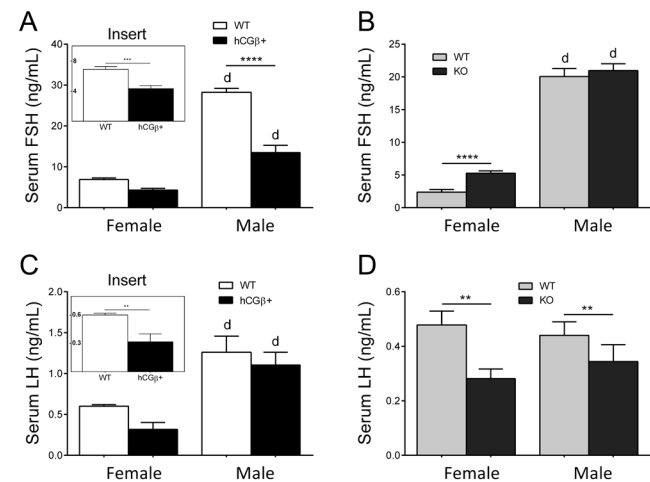 A
Insert
WT
hCGβ+
Serum FSH (ng/mL)
40
30
20
10
0
8
4
***
WT hCGβ+
d
****
d
Female Male
B
WT
KO
Serum FSH (ng/mL)
25
20
15
10
5
0
****
d d
Female Male
C
Insert
WT
hCGβ+
Serum LH (ng/mL)
2.0
1.5
1.0
0.5
0.0
0.6
0.3
**
WT hCGβ+
d d
Female Male
D
WT
KO
Serum LH (ng/mL)
0.6
0.4
0.2
0.0
**
**
Female Male